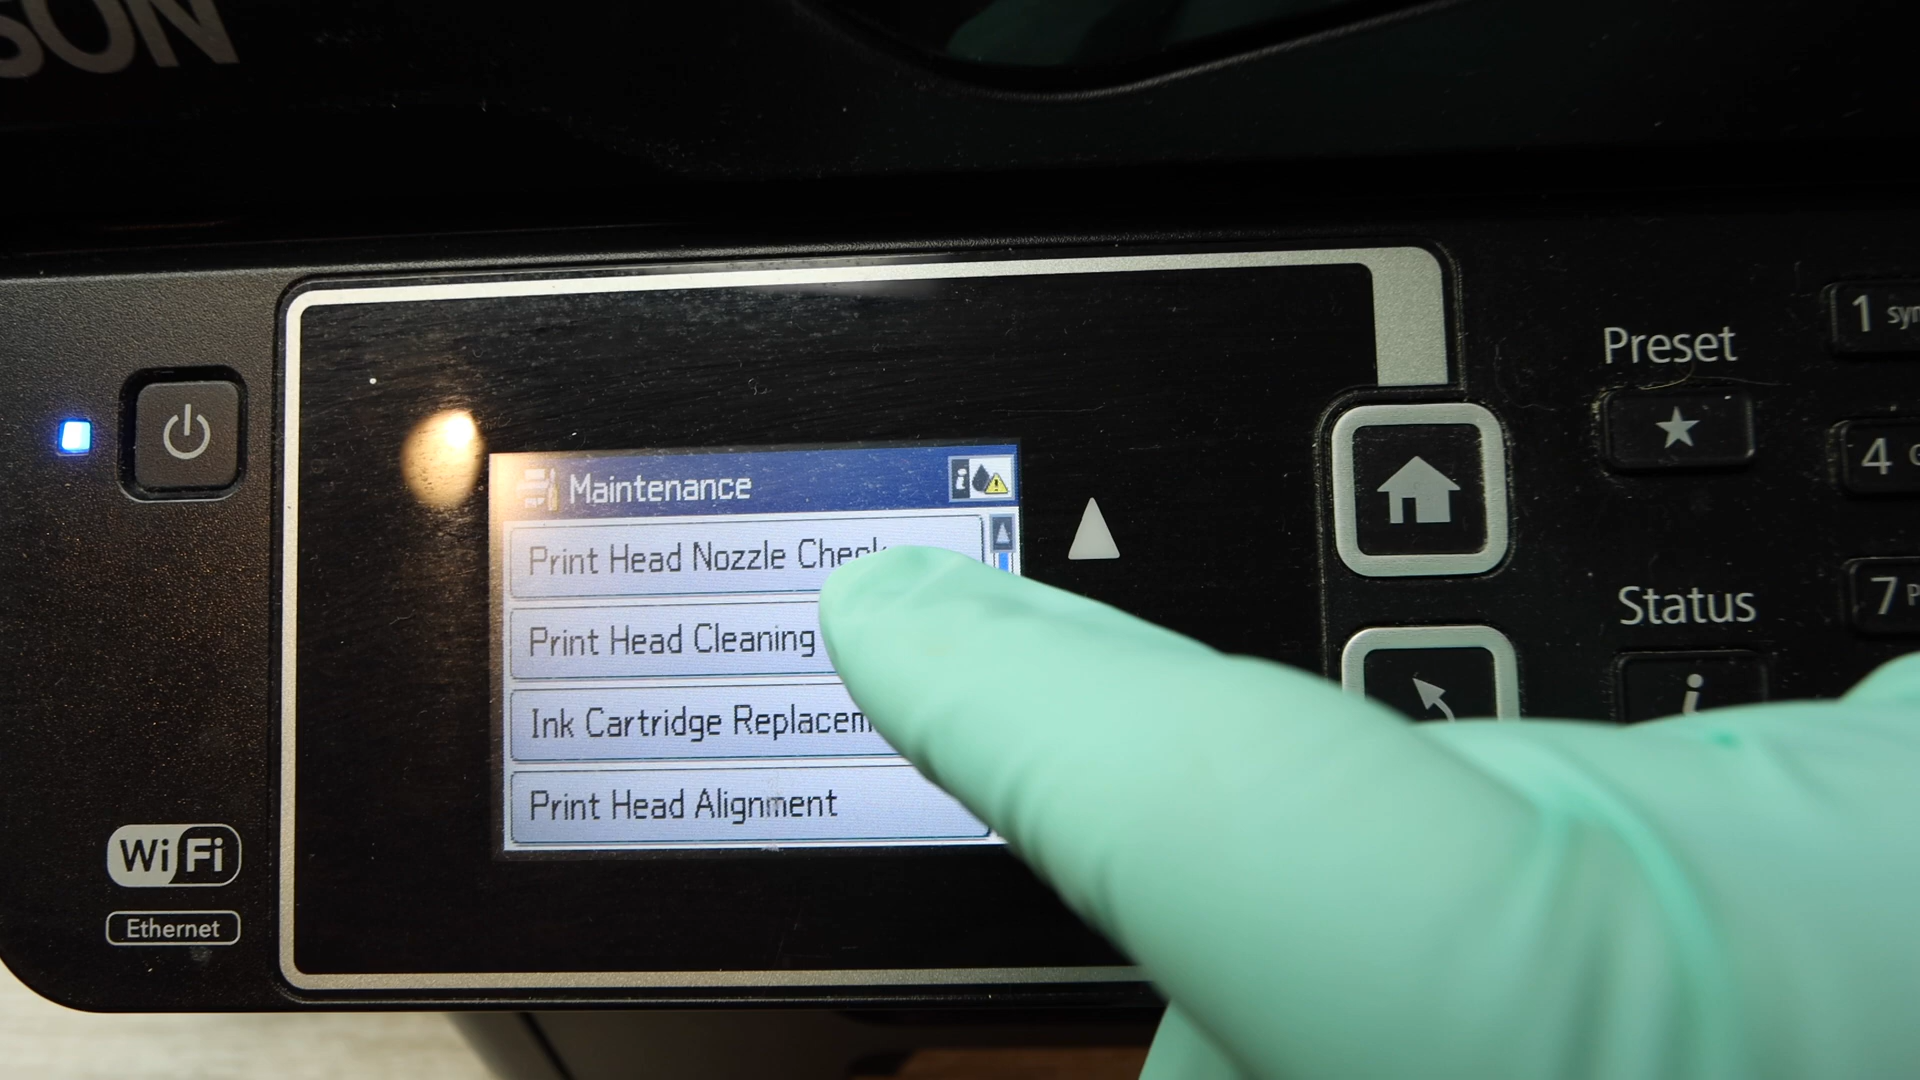 SON
Maintenance
Print Head Nozzle Check
Print Head Cleaning
Ink Cartridge Replacem
Print Head Alignment
Wi Fi
Ethernet
Preset
Status
i
1
4
7 P